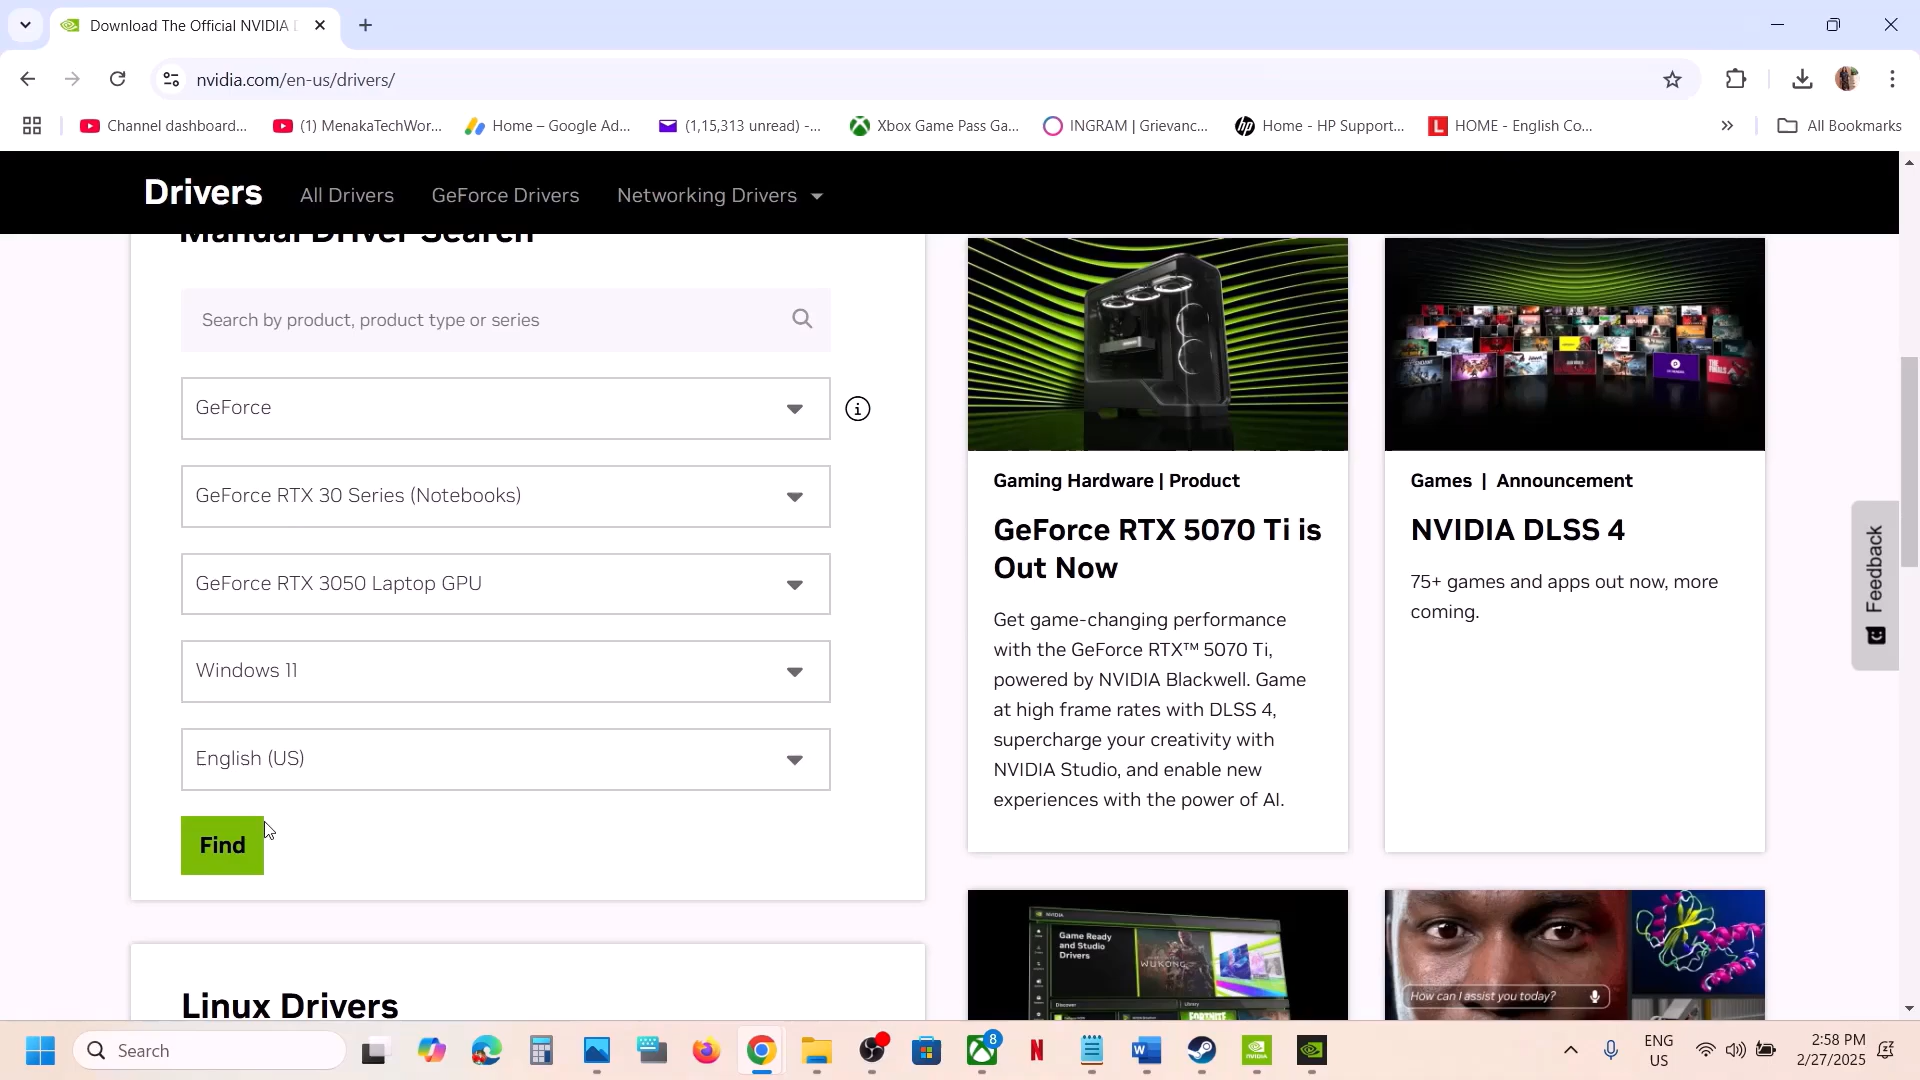 Download The Official NVIDIA D
nvidia.com/en-us/drivers/
Channel dashboard...
(1) MenakaTechWor...
Home – Google Ad...
(1,15,313 unread) -...
Xbox Game Pass Ga...
INGRAM | Grievanc...
Home - HP Support...
HOME - English Co...
All Bookmarks
Drivers
All Drivers
GeForce Drivers
Networking Drivers
Manual Driver Search
Search by product, product type or series
GeForce
GeForce RTX 30 Series (Notebooks)
GeForce RTX 3050 Laptop GPU
Windows 11
English (US)
Find
Linux Drivers
Gaming Hardware | Product
GeForce RTX 5070 Ti is
Out Now
Get game-changing performance
with the GeForce RTX™ 5070 Ti,
powered by NVIDIA Blackwell. Game
at high frame rates with DLSS 4,
supercharge your creativity with
NVIDIA Studio, and enable new
experiences with the power of AI.
Games | Announcement
NVIDIA DLSS 4
75+ games and apps out now, more
coming.
Feedback
Game Ready
and Studio
Drivers
WUKONG
FORTNITE
How can I assist you today?
Search
8
ENG
US
2:58 PM
2/27/2025